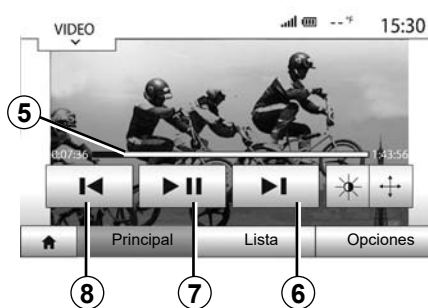 VIDEO
--°F 15:30
5
0:07:36 1:43:56
Principal Lista Opciones
8 7 6